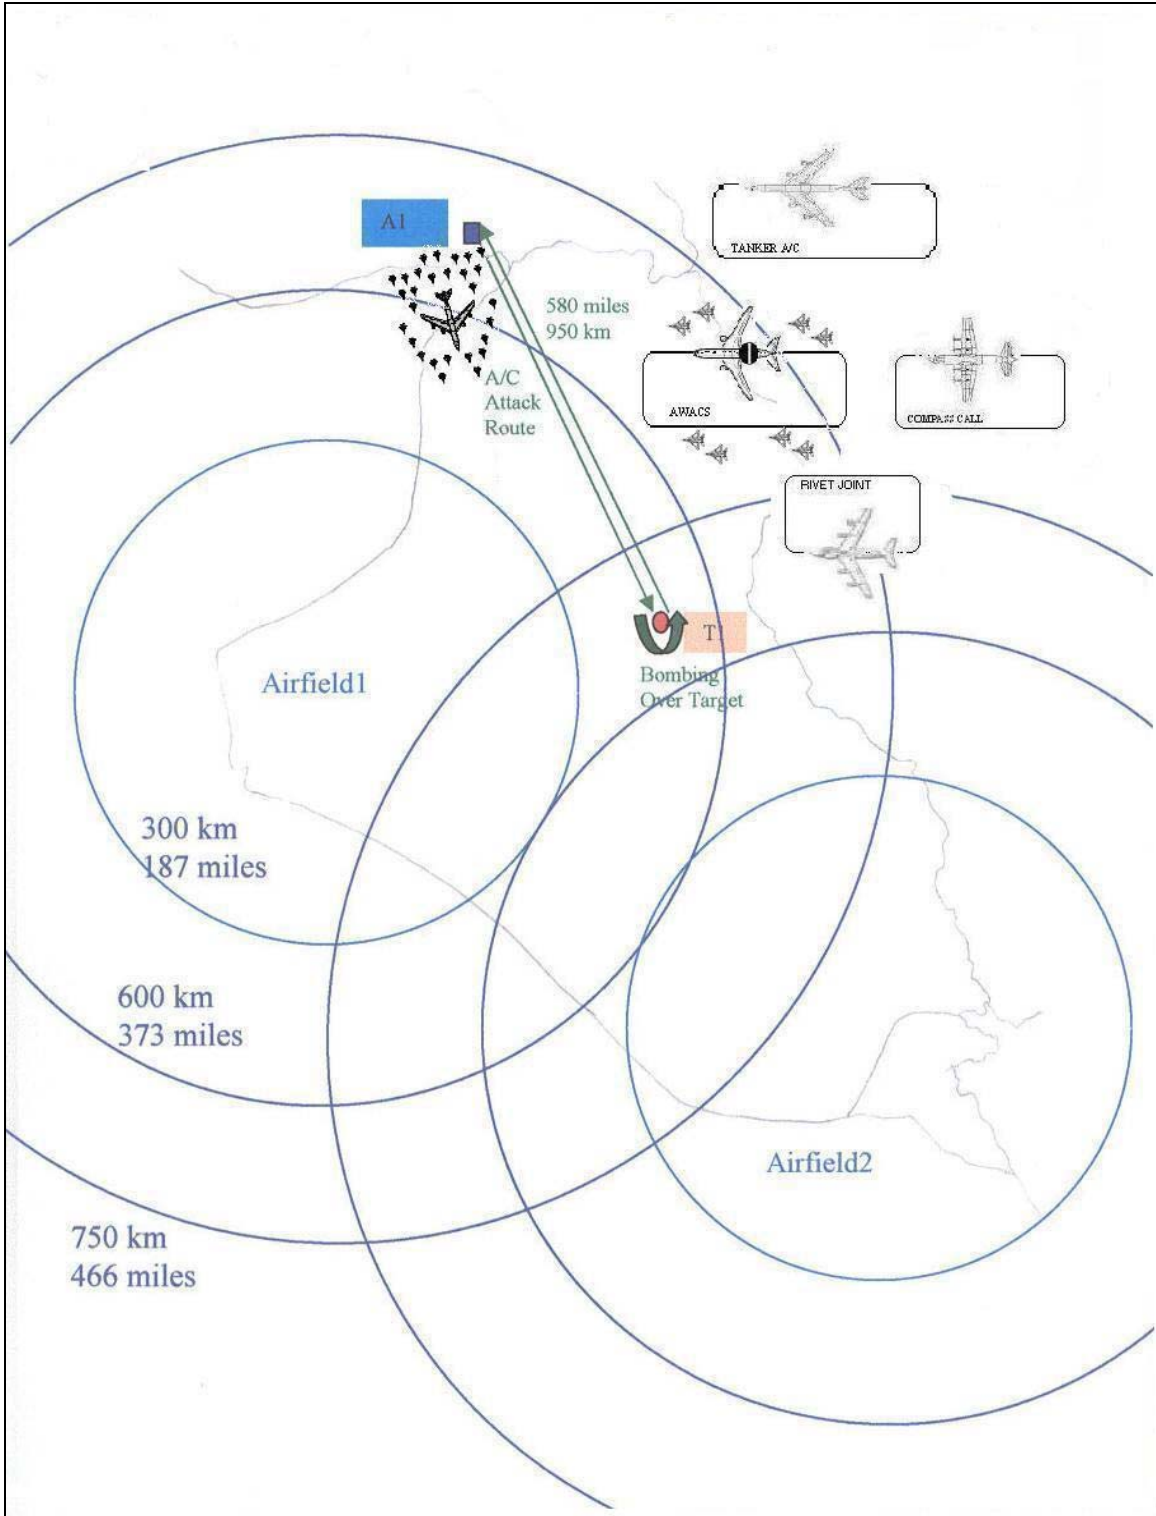 A1
TANKER A/C
580 miles
950 km
A/C
Attack
Route
AWACS
COMPASS CALL
RIVET JOINT
T1
Bombing
Over Target
Airfield1
300 km
187 miles
600 km
373 miles
Airfield2
750 km
466 miles